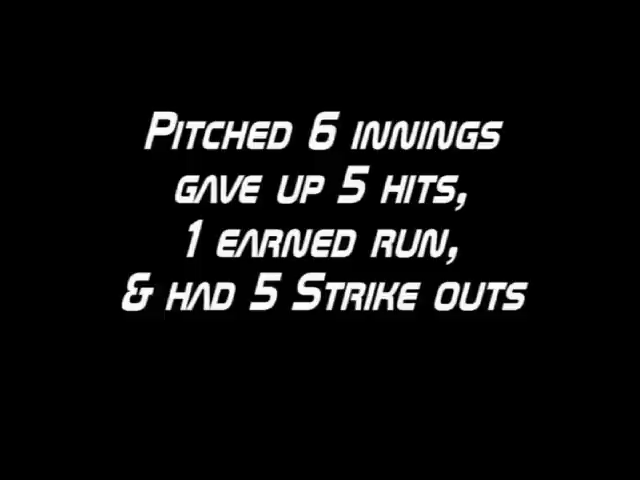 Pitched 6 innings
gave up 5 hits,
1 earned run,
& had 5 Strike outs